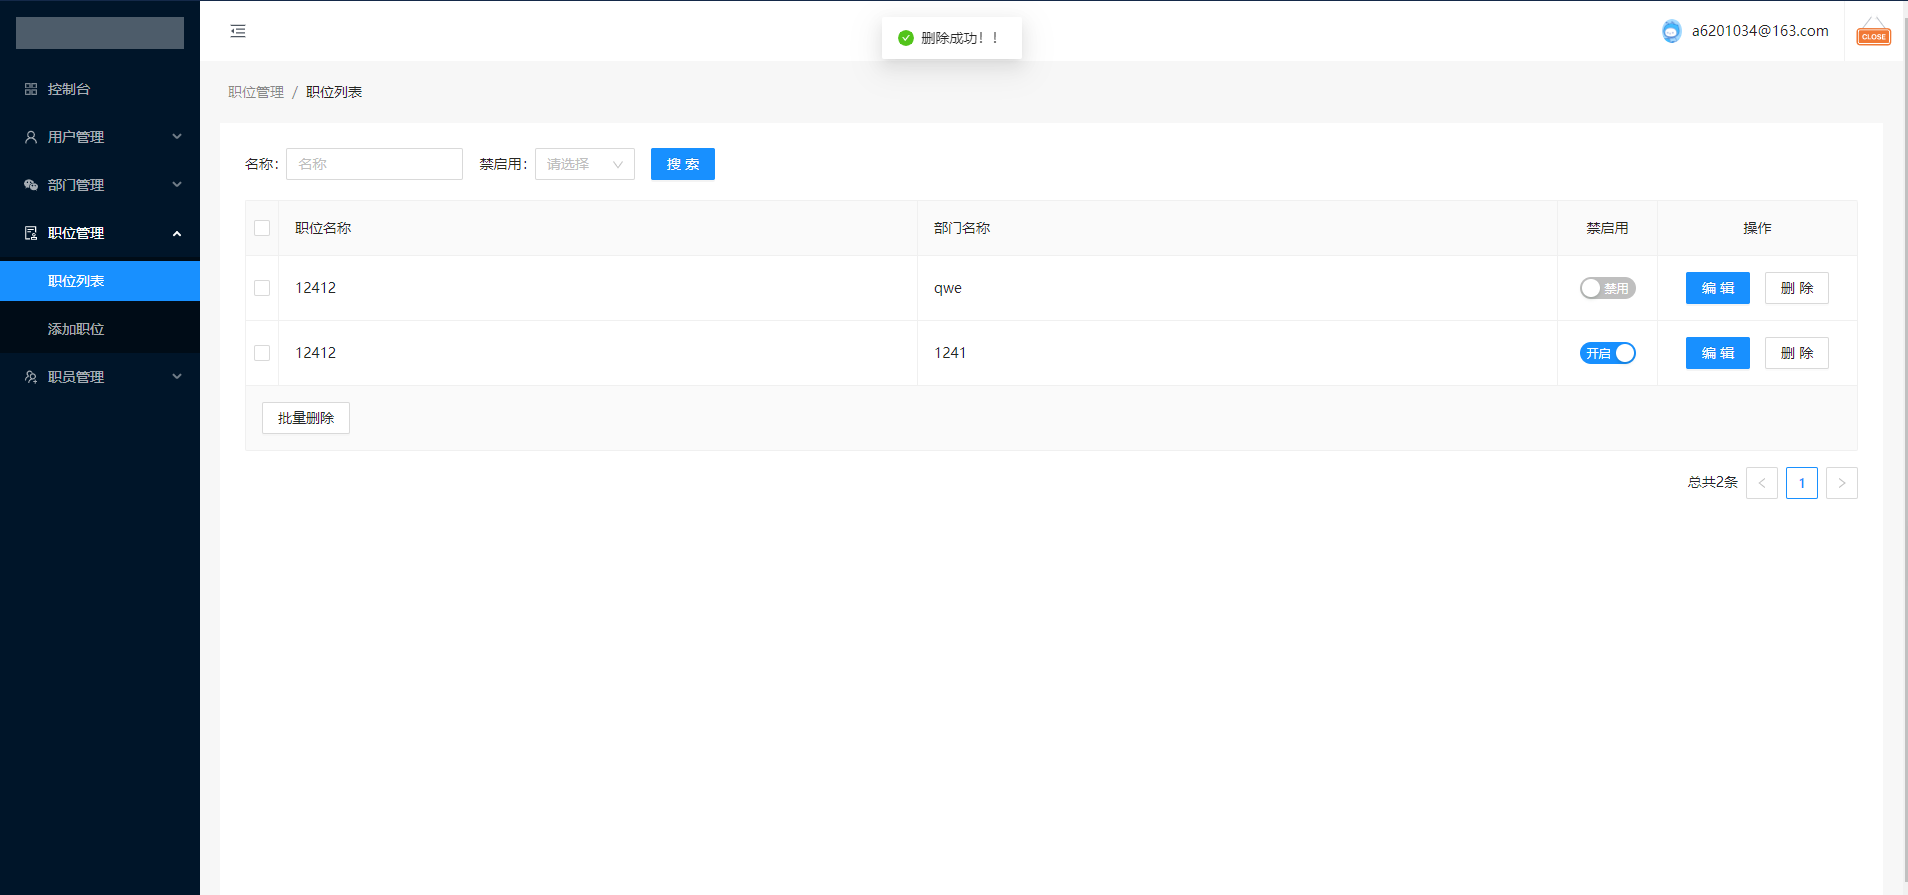 删除成功！！
a6201034@163.com
CLOSE
控制台
用户管理
部门管理
职位管理
职位列表
添加职位
职员管理
职位管理 / 职位列表
名称： 名称 禁启用： 请选择 搜 索
职位名称 部门名称 禁启用 操作
12412 qwe 禁用 编 辑 删 除
12412 1241 开启 编 辑 删 除
批量删除
总共2条 < 1 >